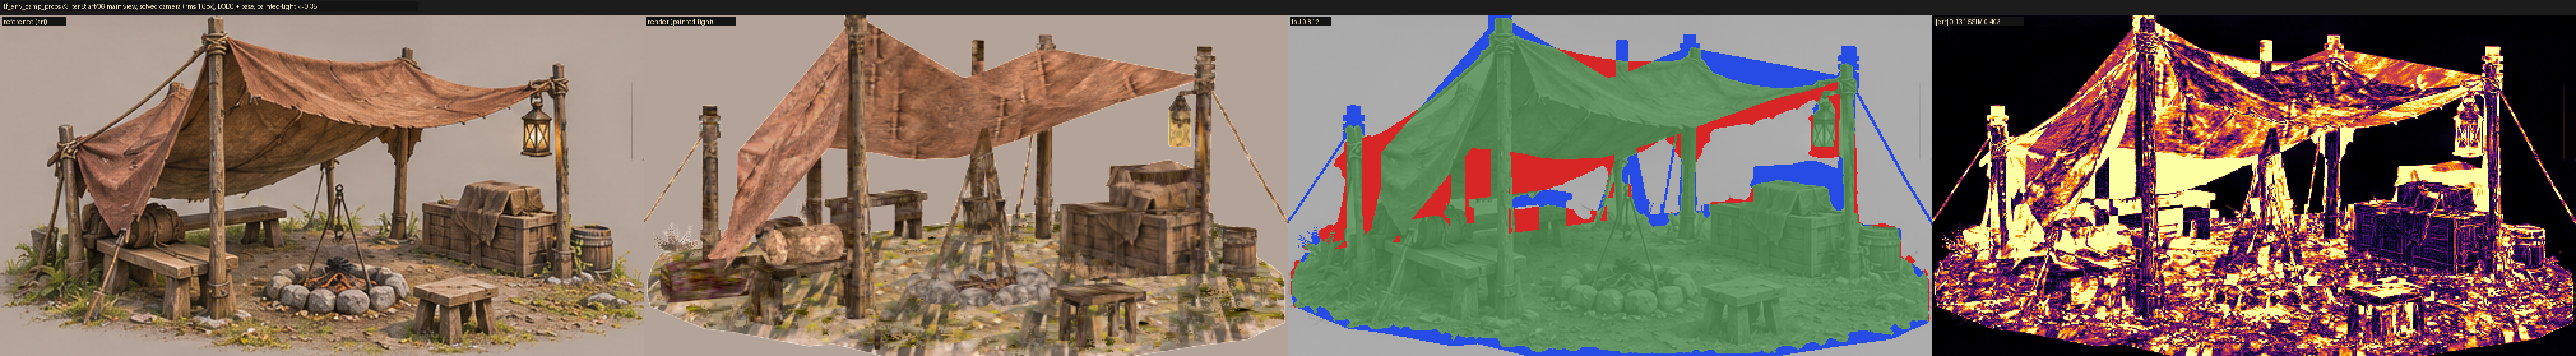 lf_env_camp_props v3 iter 8: art/06 main view, solved camera (rms 1.6px), LOD0 + base, painted-light k=0.35
reference (art)
render (painted-light)
IoU 0.812
|err| 0.131 SSIM 0.403